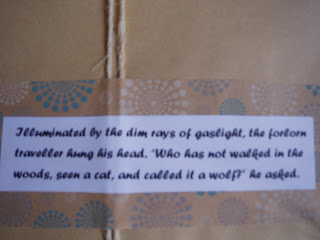 Illuminated by the dim rays of gaslight, the forlorn
traveller hung his head. 'Who has not walked in the
woods, seen a cat, and called it a wolf?' he asked.